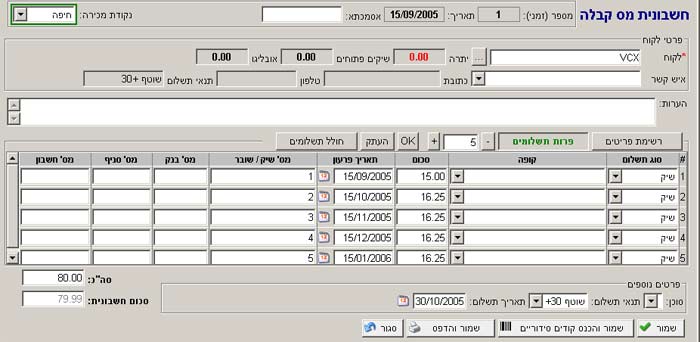 חשבונית מס קבלה מספר (זמני): 1 תאריך: 15/09/2005 אסמכתא: נקודת מכירה: חיפה
פרטי לקוח
*לקוח VCX ... יתרה 0.00 שיקים פתוחים 0.00 אובליגו 0.00
איש קשר כתובת טלפון תנאי תשלום שוטף +30
הערות:
רשימת פריטים פרות תשלומים - 5 + OK העתק חולל תשלומים
# סוג תשלום קופה סכום תאריך פרעון מס' שיק / שובר מס' בנק מס' סניף מס' חשבון
1 שיק 15.00 15/09/2005 1
2 שיק 16.25 15/10/2005 2
3 שיק 16.25 15/11/2005 3
4 שיק 16.25 15/12/2005 4
5 שיק 16.25 15/01/2006 5
סה"כ: 80.00
פרטים נוספים
סכום חשבונית: 79.99
סוכן: תנאי תשלום: שוטף +30 תאריך תשלום: 30/10/2005
שמור שמור והכנס קודים סידוריים שמור והדפס סגור